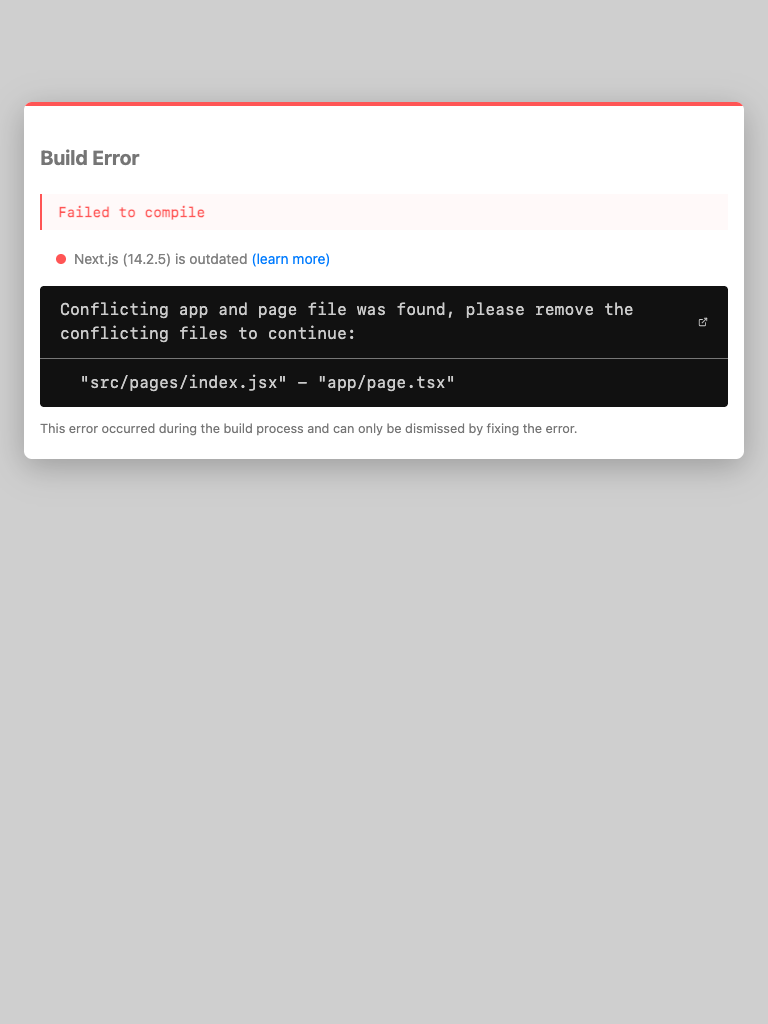 Build Error
Failed to compile
Next.js (14.2.5) is outdated (learn more)
Conflicting app and page file was found, please remove the
conflicting files to continue:
"src/pages/index.jsx" — "app/page.tsx"
This error occurred during the build process and can only be dismissed by fixing the error.